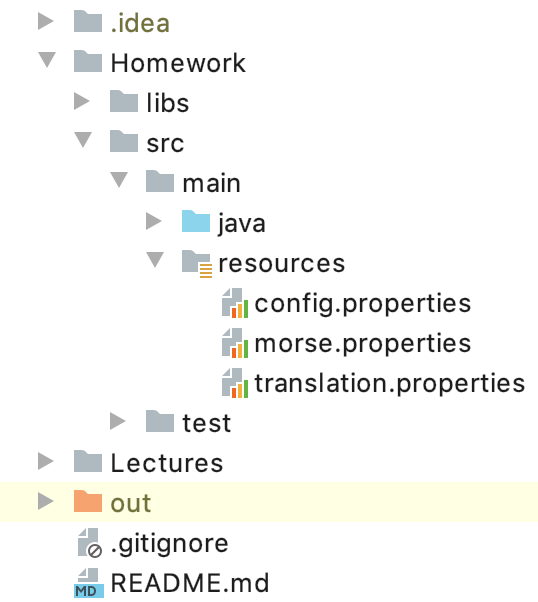 .idea
Homework
libs
src
main
java
resources
config.properties
morse.properties
translation.properties
test
Lectures
out
.gitignore
MD README.md